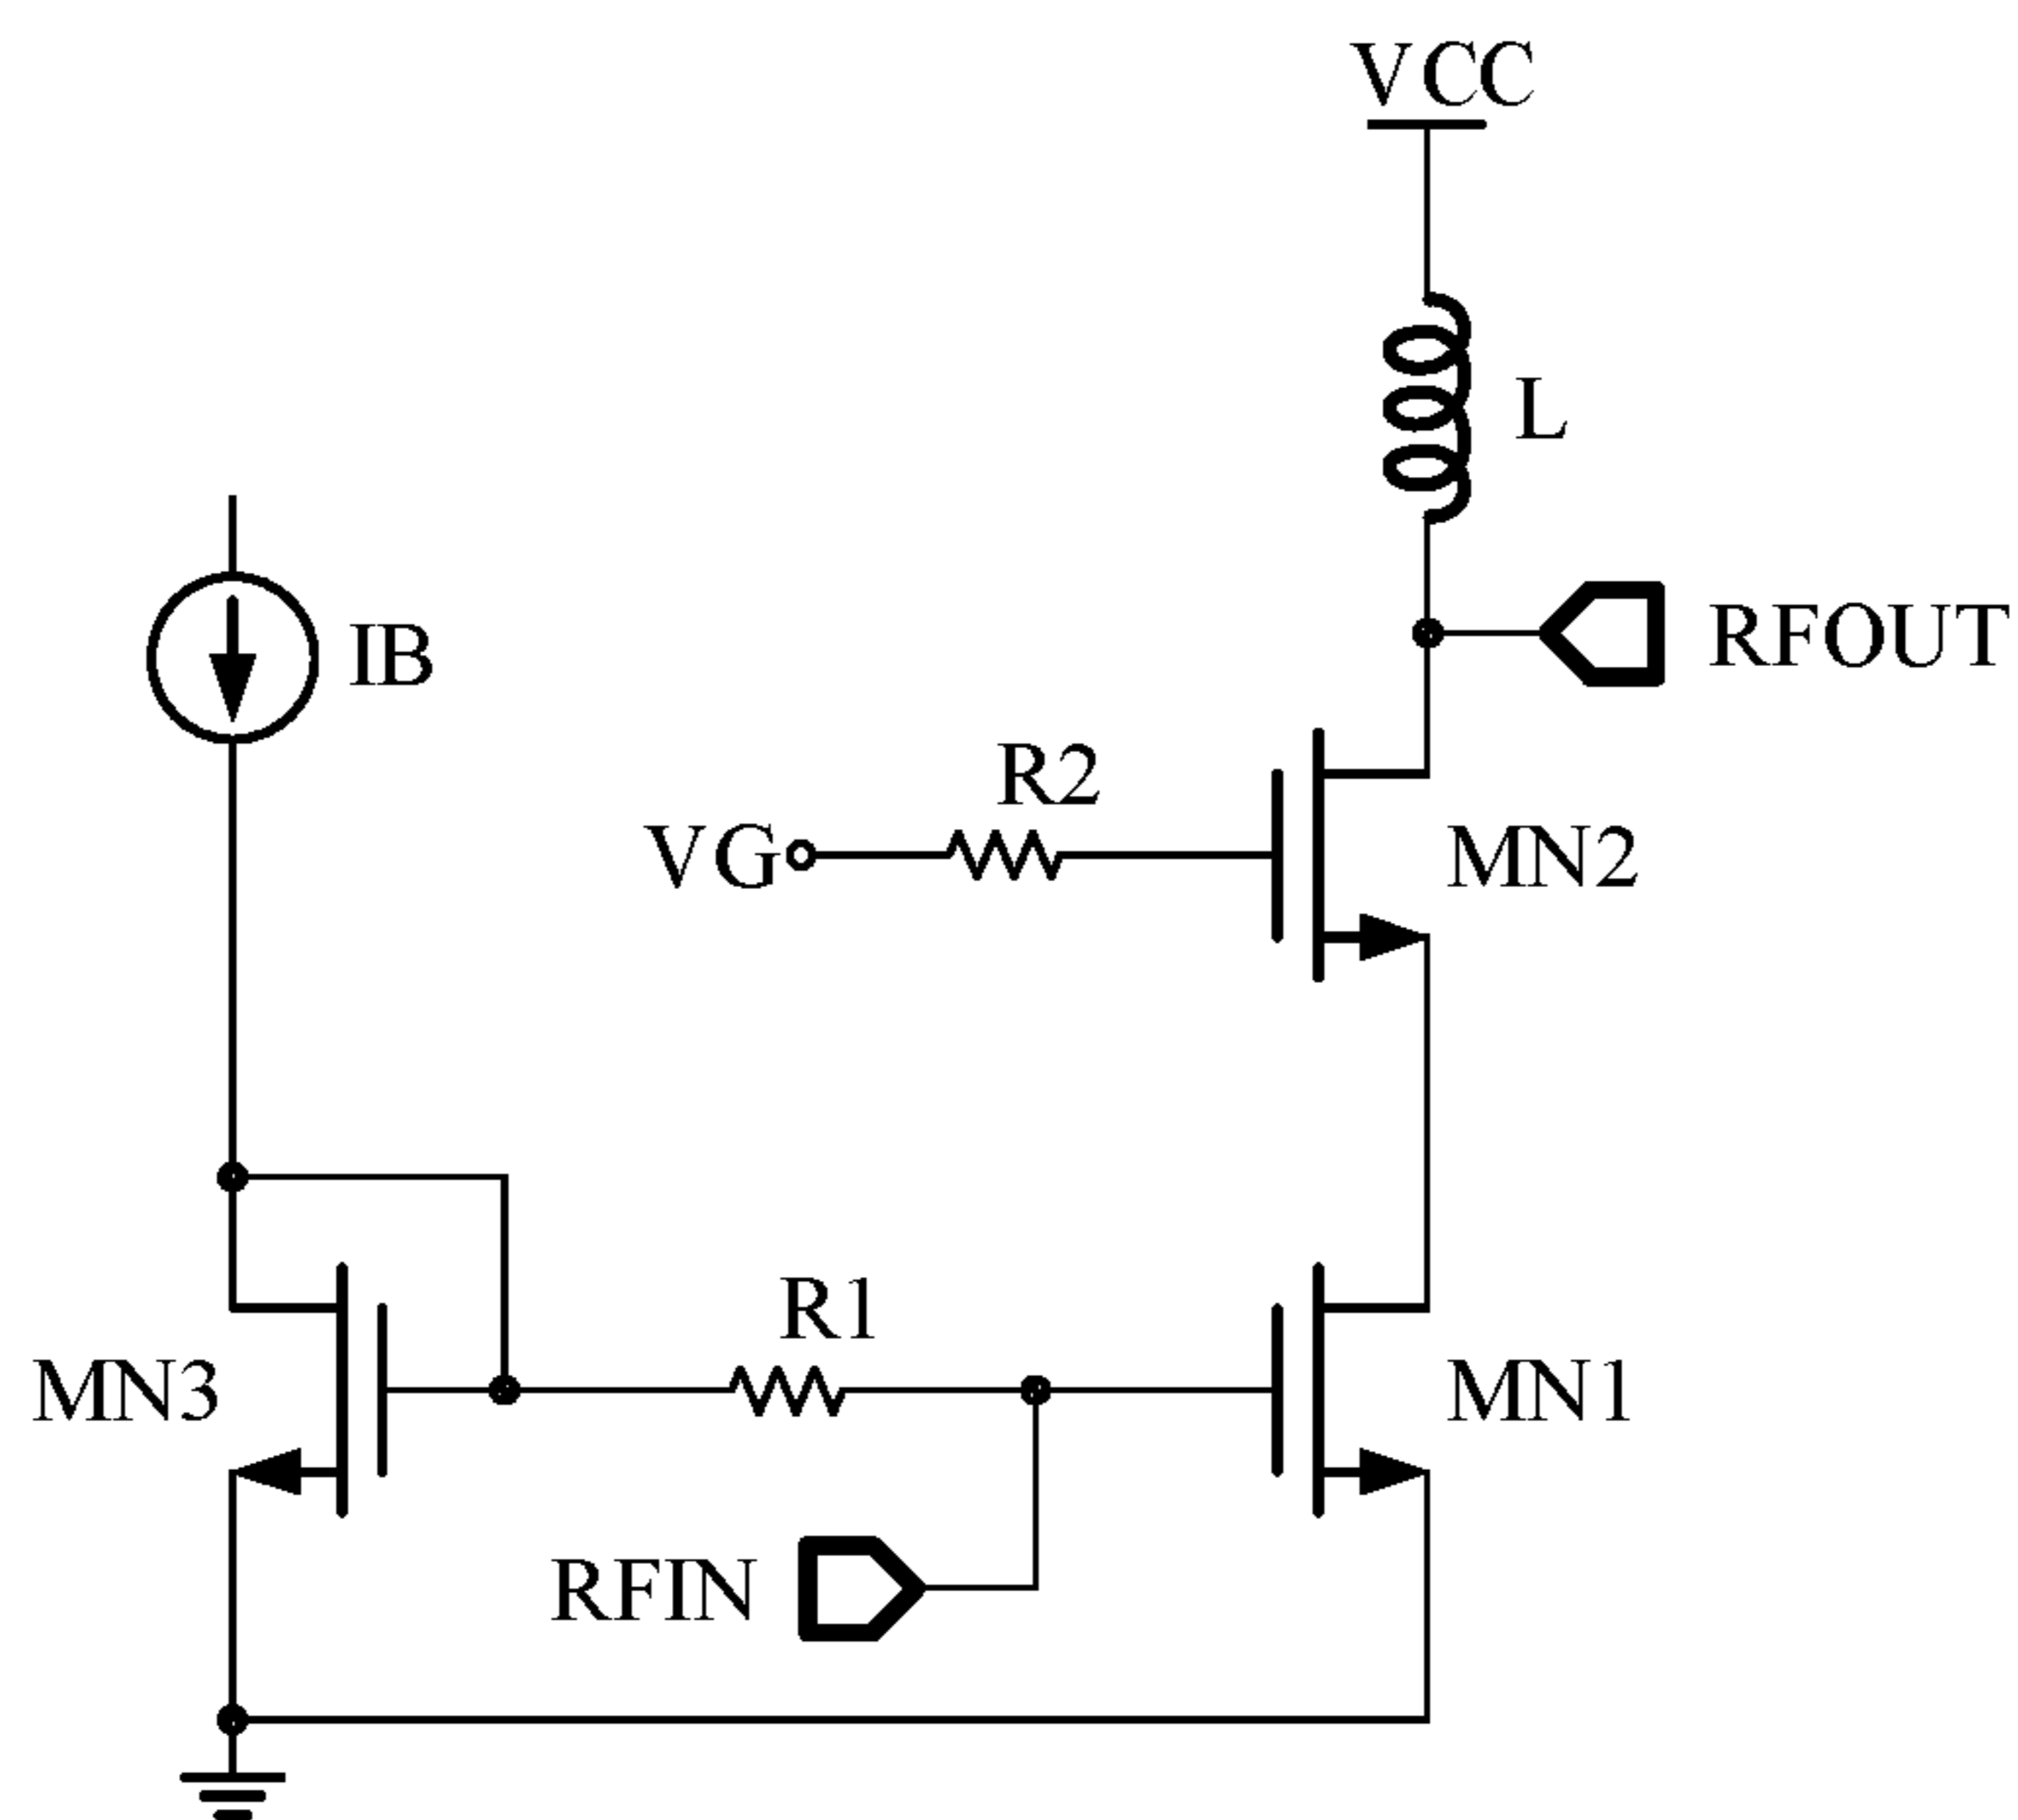 VCC
L
IB
RFOUT
R2
VG
MN2
R1
MN3
MN1
RFIN